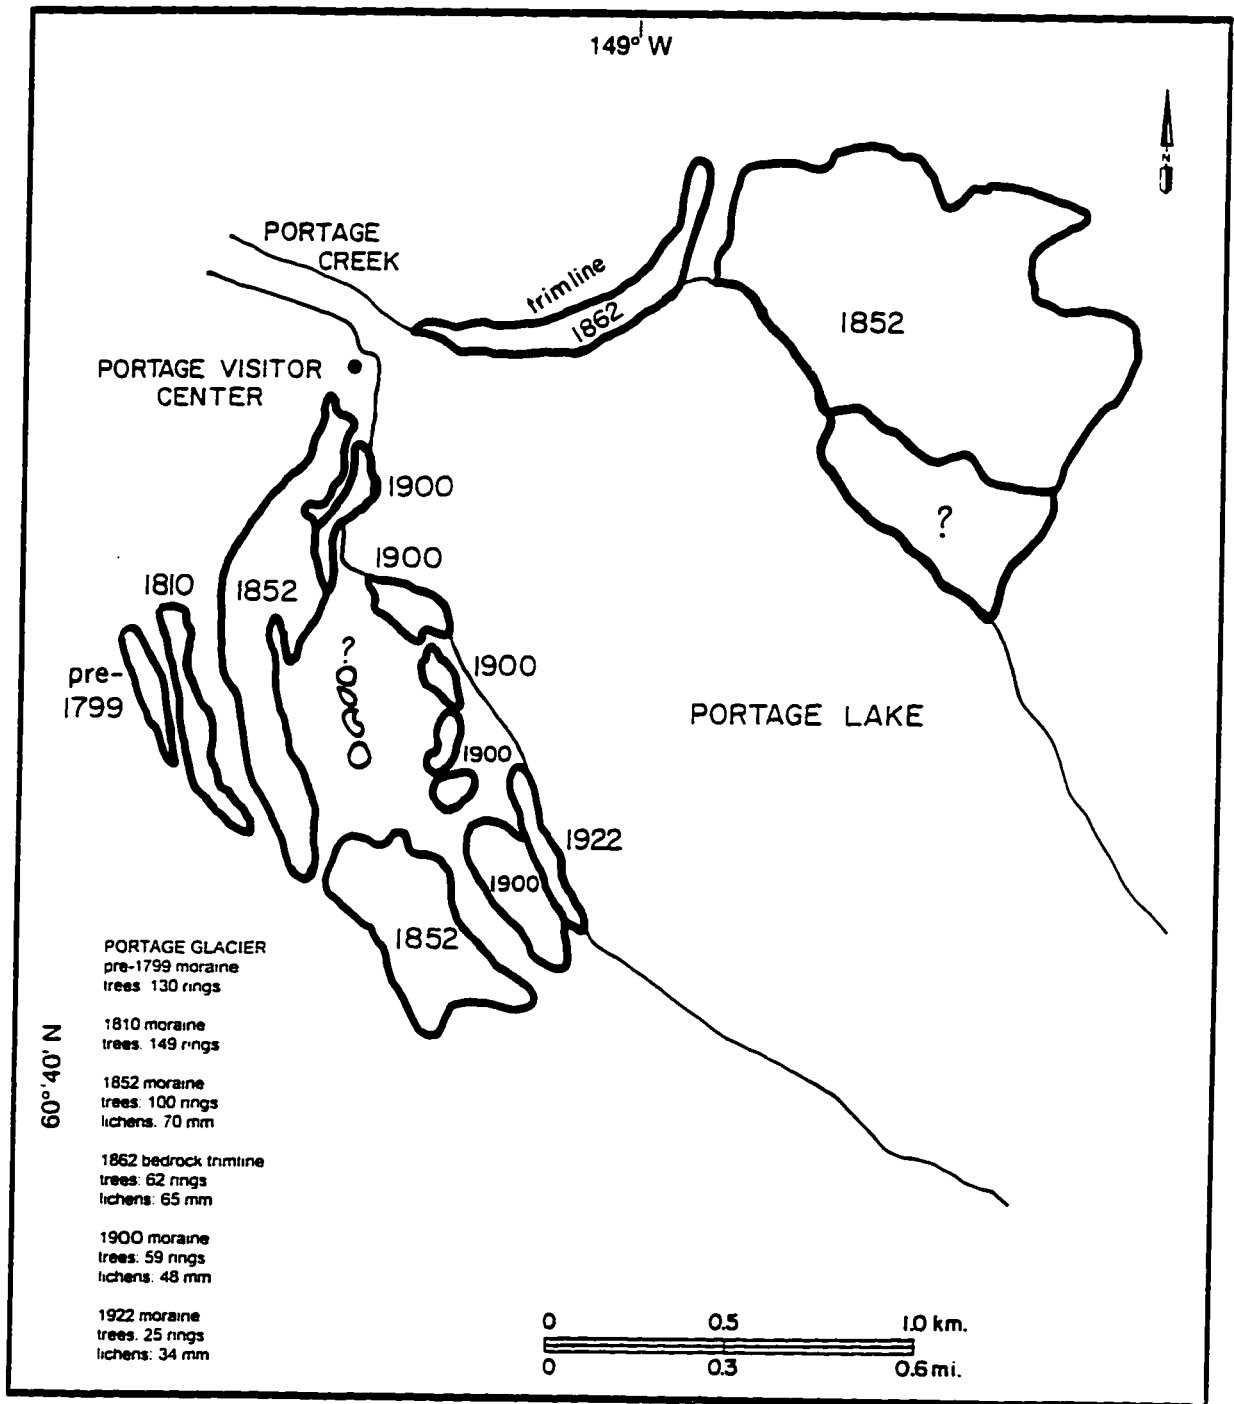 149° W
N
PORTAGE
CREEK
trimline
1862
1852
PORTAGE VISITOR
CENTER
1900
?
1900
1810
1852
?
1900
pre-
1799
PORTAGE LAKE
1900
1922
1900
1852
PORTAGE GLACIER
pre-1799 moraine
trees 130 rings
1810 moraine
trees. 149 rings
1852 moraine
trees: 100 rings
lichens. 70 mm
1862 bedrock trimline
trees: 62 rings
lichens: 65 mm
1900 moraine
trees: 59 rings
lichens: 48 mm
1922 moraine
trees. 25 rings
lichens: 34 mm
60° 40' N
0 0.5 1.0 km.
0 0.3 0.6 mi.